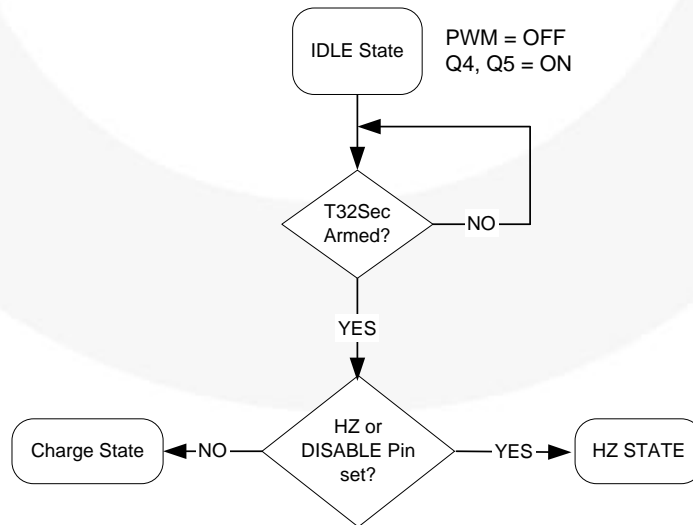 IDLE State
PWM = OFF
Q4, Q5 = ON
T32Sec
Armed?
NO
YES
HZ or
DISABLE Pin
set?
Charge State
NO
YES
HZ STATE